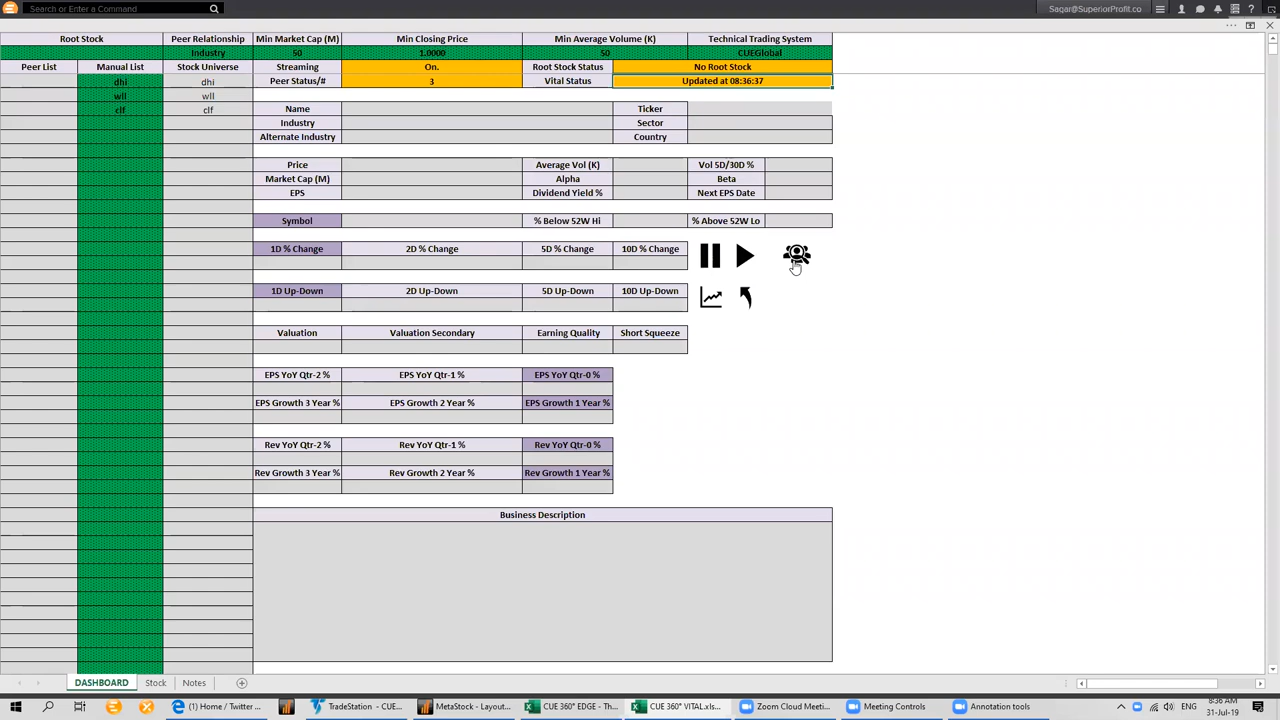 Search for Symbol or Command
Sagar@SuperiorProfit.co
Root Stock Peer Relationship Min Market Cap (M) Min Closing Price Min Average Volume (K) Technical Trading System
Industry 50 1.0000 50 CUEGlobal
Peer List Manual List Stock Universe Streaming On. Root Stock Status No Root Stock
dhi dhi Peer Status/# 3 Vital Status Updated at 08:36:37
wll wll
clf clf Name Ticker
Industry Sector
Alternate Industry Country
Price Average Vol (K) Vol 5D/30D %
Market Cap (M) Alpha Beta
EPS Dividend Yield % Next EPS Date
Symbol % Below 52W Hi % Above 52W Lo
1D % Change 2D % Change 5D % Change 10D % Change
1D Up-Down 2D Up-Down 5D Up-Down 10D Up-Down
Valuation Valuation Secondary Earning Quality Short Squeeze
EPS YoY Qtr-2 % EPS YoY Qtr-1 % EPS YoY Qtr-0 %
EPS Growth 3 Year % EPS Growth 2 Year % EPS Growth 1 Year %
Rev YoY Qtr-2 % Rev YoY Qtr-1 % Rev YoY Qtr-0 %
Rev Growth 3 Year % Rev Growth 2 Year % Rev Growth 1 Year %
Business Description
DASHBOARD Stock Notes
(1) Home / Twitter ... TradeStation - CUE... MetaStock - Layout... CUE 360° EDGE - Th... CUE 360° VITAL.xls... Zoom Cloud Meeti... Meeting Controls Annotation tools ENG 8:36 AM
31-Jul-19